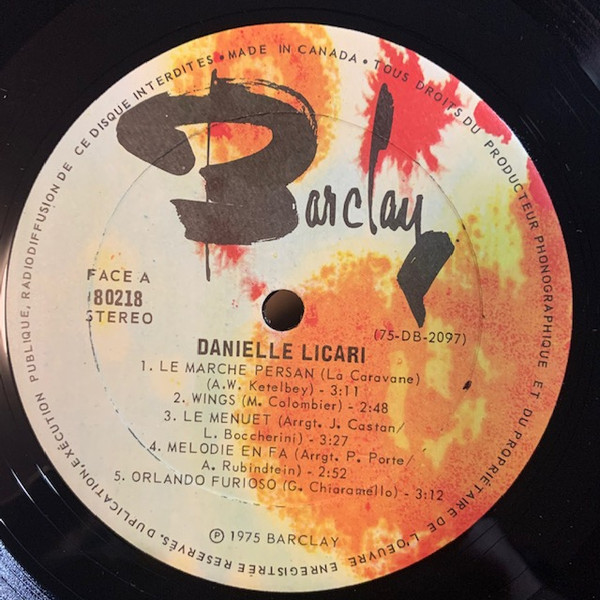 MADE IN CANADA • TOUS DROITS DU PRODUCTEUR PHONOGRAPHIQUE ET DU PROPRIETAIRE DE L'OEUVRE ENREGISTREE RESERVES. DUPLICATION EXECUTION PUBLIQUE, RADIODIFFUSION DE CE DISQUE INTERDITES •
Barclay
FACE A
80218
STEREO
(75-DB-2097)
DANIELLE LICARI
1. LE MARCHE PERSAN (La Caravane)
(A.W. Ketelbey) - 3:11
2. WINGS (M. Colombier) - 2:48
3. LE MENUET (Arrgt. J. Castan/
L. Boccherini) - 3:27
4. MELODIE EN FA (Arrgt. P. Porte/
A. Rubindtein) - 2:52
5. ORLANDO FURIOSO (G. Chiaramello) - 3:12
℗ 1975 BARCLAY